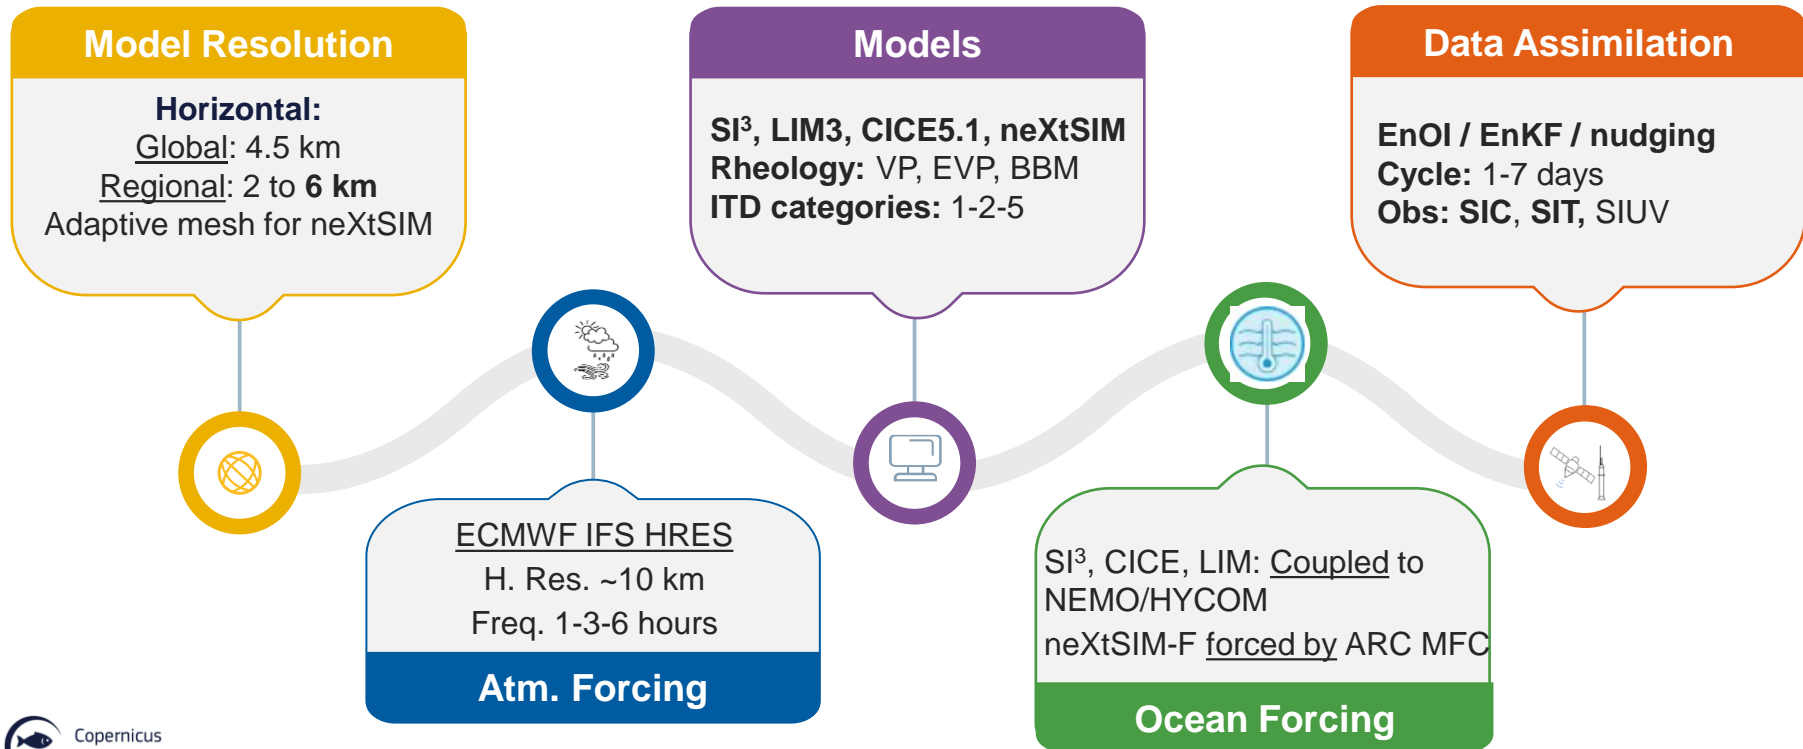 Model Resolution
Horizontal:
Global: 4.5 km
Regional: 2 to 6 km
Adaptive mesh for neXtSIM
ECMWF IFS HRES
H. Res. ~10 km
Freq. 1-3-6 hours
Atm. Forcing
Models
SI³, LIM3, CICE5.1, neXtSIM
Rheology: VP, EVP, BBM
ITD categories: 1-2-5
SI³, CICE, LIM: Coupled to
NEMO/HYCOM
neXtSIM-F forced by ARC MFC
Ocean Forcing
Data Assimilation
EnOI / EnKF / nudging
Cycle: 1-7 days
Obs: SIC, SIT, SIUV
Copernicus